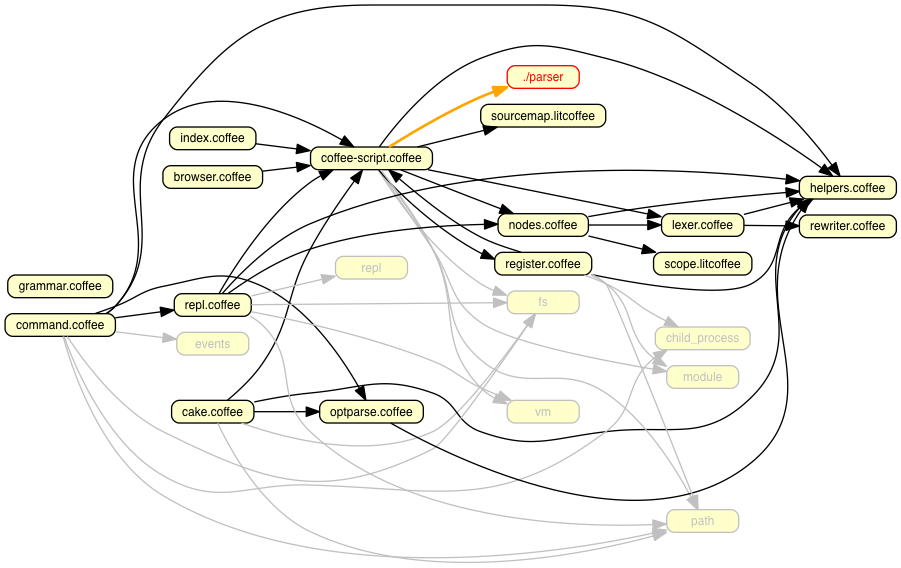 ./parser
sourcemap.litcoffee
index.coffee
coffee-script.coffee
browser.coffee
helpers.coffee
nodes.coffee
lexer.coffee
rewriter.coffee
register.coffee
scope.litcoffee
repl
grammar.coffee
repl.coffee
fs
command.coffee
events
child_process
module
cake.coffee
optparse.coffee
vm
path